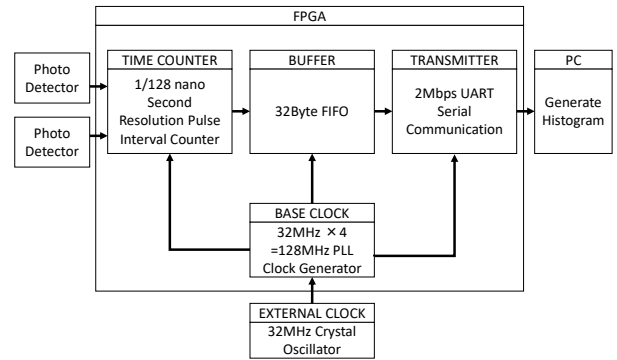 FPGA
Photo
Detector
Photo
Detector
TIME COUNTER
1/128 nano
Second
Resolution Pulse
Interval Counter
BUFFER
32Byte FIFO
TRANSMITTER
2Mbps UART
Serial
Communication
PC
Generate
Histogram
BASE CLOCK
32MHz × 4
=128MHz PLL
Clock Generator
EXTERNAL CLOCK
32MHz Crystal
Oscillator